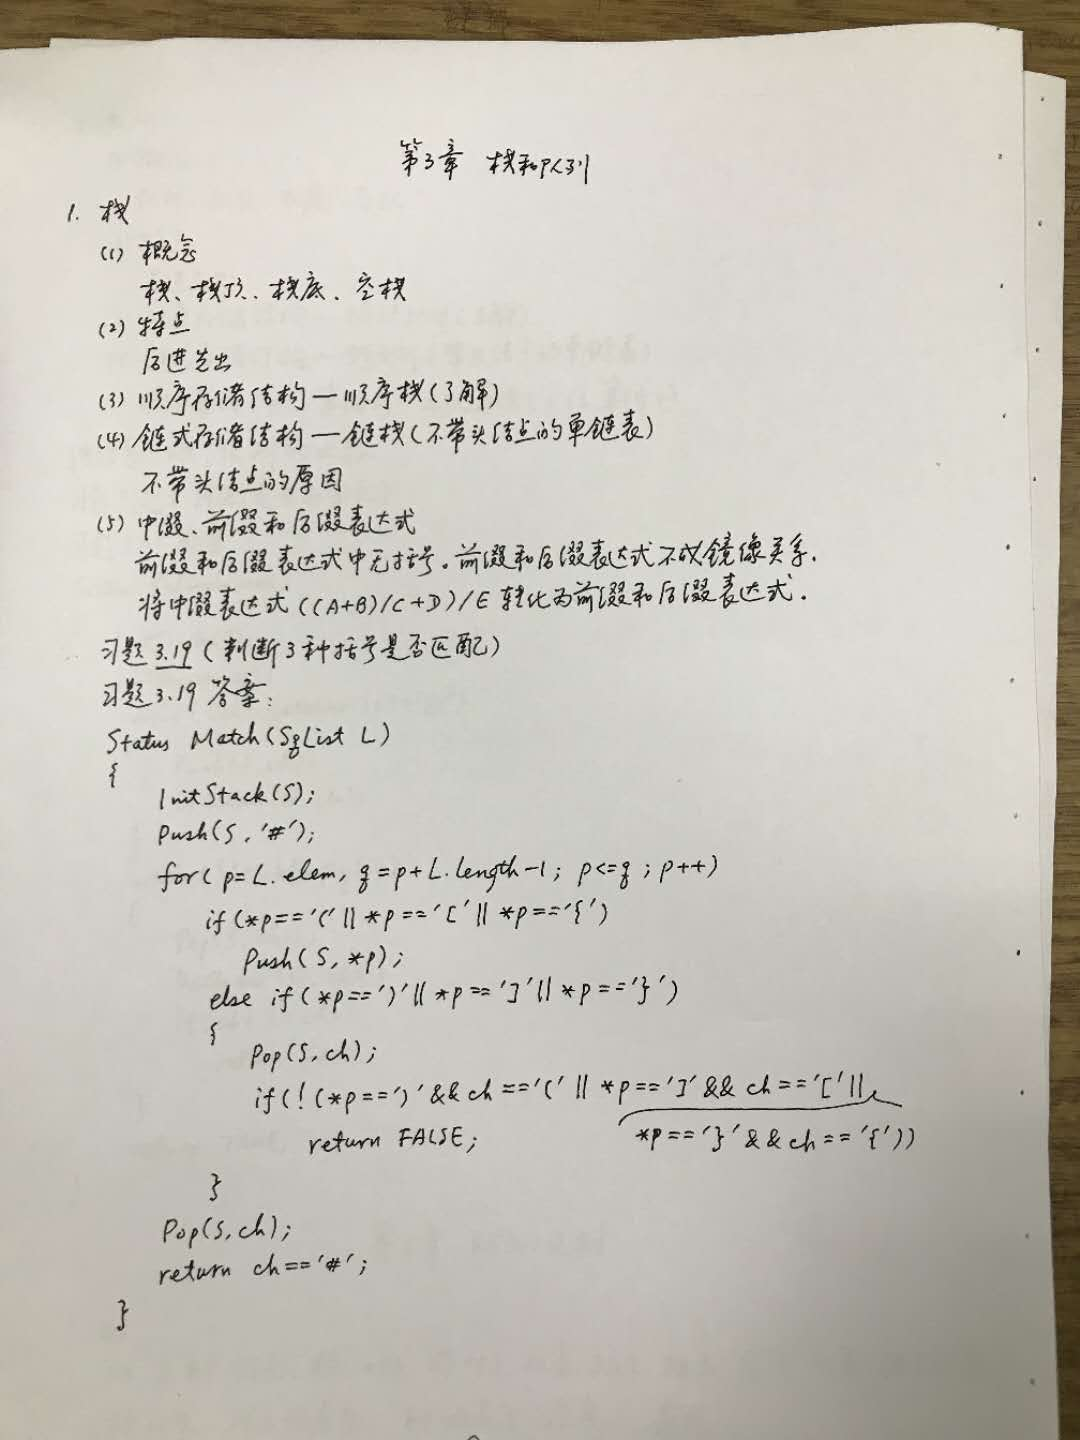 第3章 栈和队列
1. 栈
(1) 概念
栈、栈顶、栈底、空栈
(2) 特点
后进先出
(3) 顺序存储结构—顺序栈(了解)
(4) 链式存储结构—链栈(不带头结点的单链表)
不带头结点的原因
(5) 中缀、前缀和后缀表达式
前缀和后缀表达式中无括号。前缀和后缀表达式不成镜像关系.
将中缀表达式((A+B)/C+D)/E转化为前缀和后缀表达式.
习题3.19(判断3种括号是否匹配)
习题3.19答案:
Status Match(SqList L)
{
InitStack(S);
Push(S,'#');
for(p=L.elem, q=p+L.length-1; p<=q; p++)
if(*p=='('||*p=='['||*p=='{')
Push(S,*p);
else if(*p==')'||*p==']'||*p=='}')
{
Pop(S,ch);
if(!(*p==')'&&ch=='('||*p==']'&&ch=='['||
*p=='}'&&ch=='{'))
return FALSE;
}
Pop(S,ch);
return ch=='#';
}